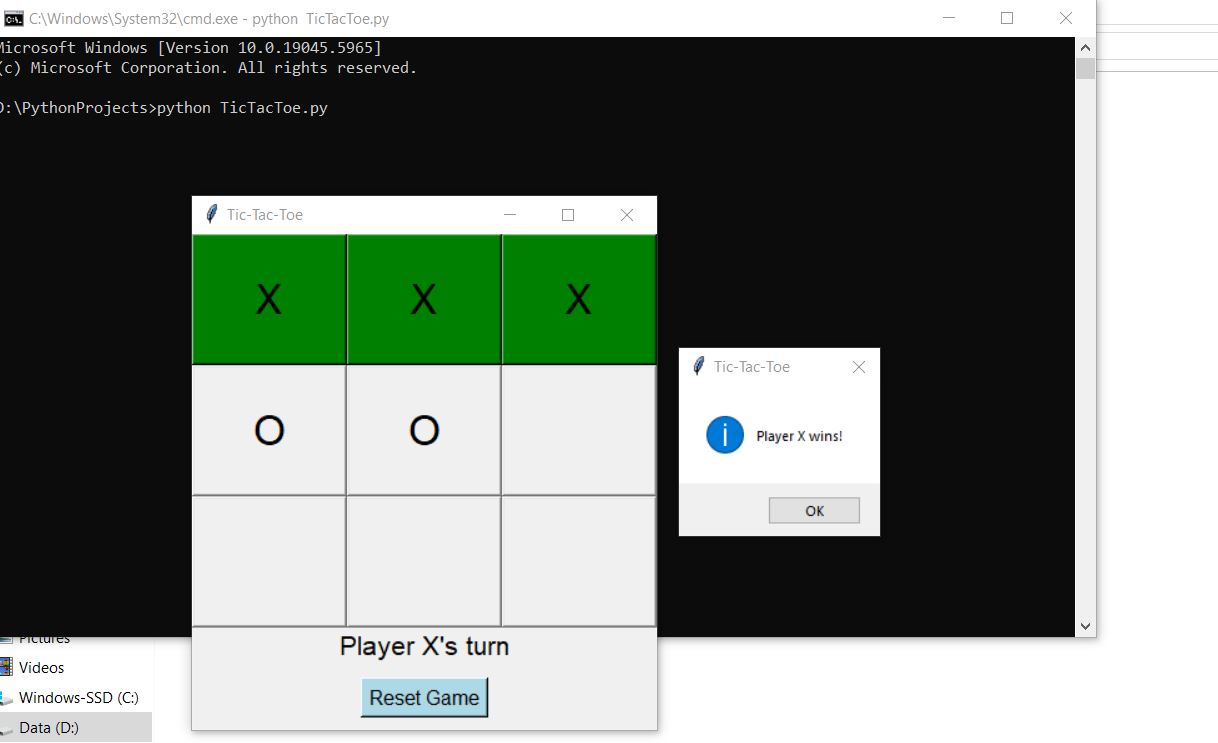 C:\Windows\System32\cmd.exe - python  TicTacToe.py
Microsoft Windows [Version 10.0.19045.5965]
(c) Microsoft Corporation. All rights reserved.
D:\PythonProjects>python TicTacToe.py
Tic-Tac-Toe
X X X
O O
Player X's turn
Reset Game
Tic-Tac-Toe
Player X wins!
OK
Pictures
Videos
Windows-SSD (C:)
Data (D:)